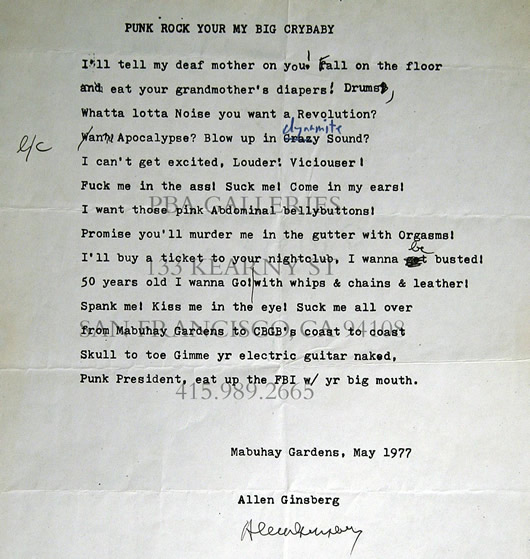 PUNK ROCK YOUR MY BIG CRYBABY
I'll tell my deaf mother on you! Fall on the floor
and eat your grandmother's diapers! Drums,
Whatta lotta Noise you want a Revolution?
l/c Wanna Apocalypse? Blow up in dynamite Sound?
I can't get excited, Louder! Viciouser!
Fuck me in the ass! Suck me! Come in my ears!
PBA GALLERIES
I want those pink Abdominal bellybuttons!
Promise you'll murder me in the gutter with Orgasms!
I'll buy a ticket to your nightclub, I wanna be busted!
133 KEARNY ST
50 years old I wanna Go! with whips & chains & leather!
Spank me! Kiss me in the eye! Suck me all over
from Mabuhay Gardens to CBGB's coast to coast
SAN FRANCISCO, CA 94108
Skull to toe Gimme yr electric guitar naked,
Punk President, eat up the FBI w/ yr big mouth.
415.989.2665
Mabuhay Gardens, May 1977
Allen Ginsberg
Allen Ginsberg